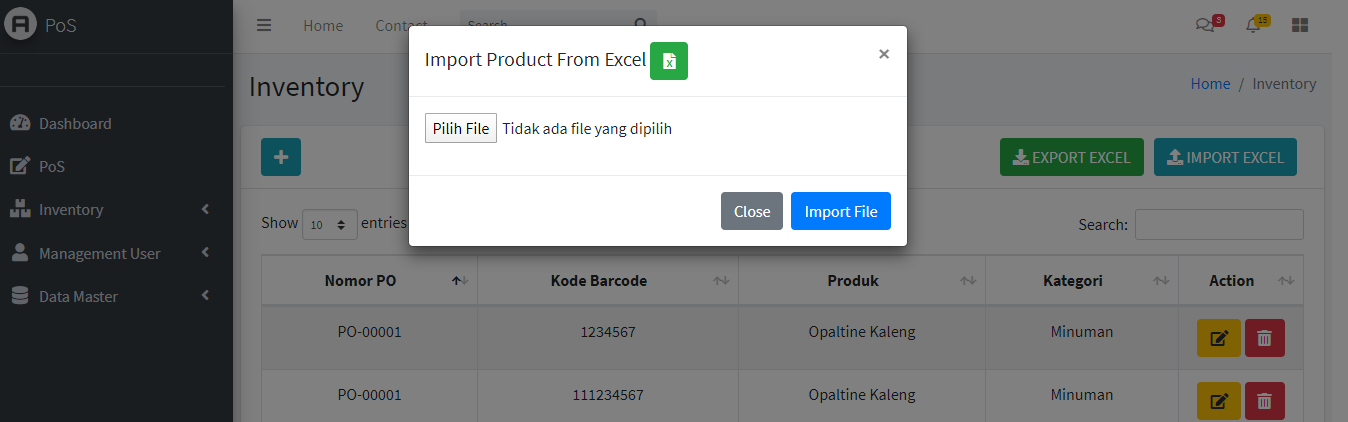 PoS
Home
Contact
Search
3
15
Import Product From Excel
×
Inventory
Home / Inventory
Dashboard
PoS
Inventory
Management User
Data Master
Pilih File Tidak ada file yang dipilih
EXPORT EXCEL
IMPORT EXCEL
Close
Import File
Show 10 entries
Search:
Nomor PO Kode Barcode Produk Kategori Action
PO-00001 1234567 Opaltine Kaleng Minuman
PO-00001 111234567 Opaltine Kaleng Minuman